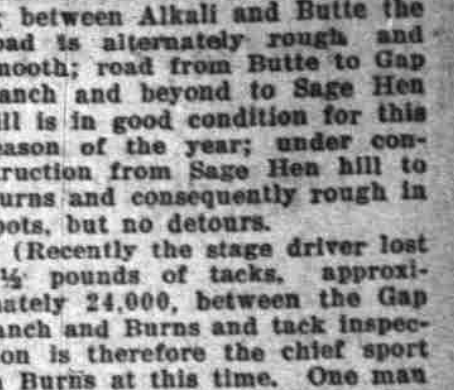 ; between Alkali and Butte the
oad is alternately rough and
mooth; road from Butte to Gap
anch and beyond to Sage Hen
ill is in good condition for this
eason of the year; under con-
truction from Sage Hen hill to
urns and consequently rough in
pots, but no detours.
(Recently the stage driver lost
½ pounds of tacks, approxi-
nately 24,000, between the Gap
anch and Burns and tack inspec-
on is therefore the chief sport
Burns at this time. One man